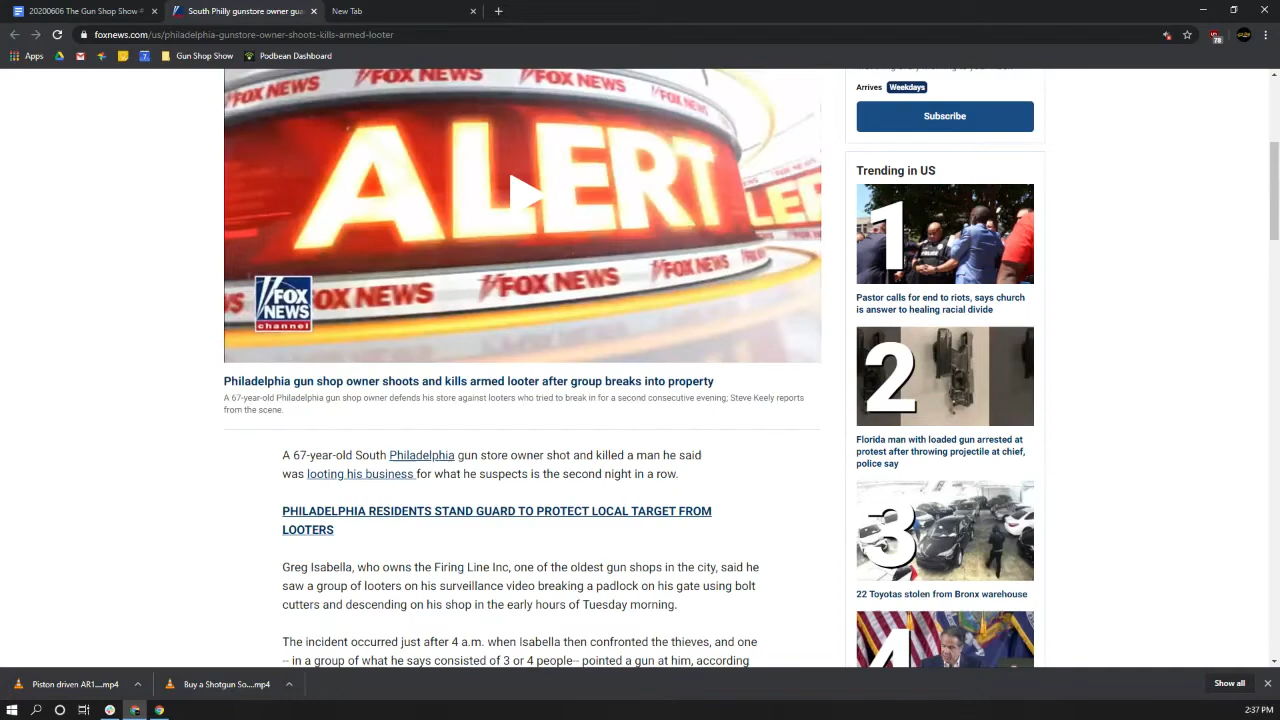 20200606 The Gun Shop Show #
South Philly gunstore owner gu
New Tab
foxnews.com/us/philadelphia-gunstore-owner-shoots-kills-armed-looter
78
Apps
7
Gun Shop Show
Podbean Dashboard
FOX NEWS
FOX NEWS
FOX NEWS
FOX NEWS
ALERT
FOX NEWS
FOX NEWS
FOX NEWS
FOX
NEWS
channel
Philadelphia gun shop owner shoots and kills armed looter after group breaks into property
A 67-year-old Philadelphia gun shop owner defends his store against looters who tried to break in for a second consecutive evening; Steve Keely reports
from the scene.
A 67-year-old South Philadelphia gun store owner shot and killed a man he said
was looting his business for what he suspects is the second night in a row.
PHILADELPHIA RESIDENTS STAND GUARD TO PROTECT LOCAL TARGET FROM
LOOTERS
Greg Isabella, who owns the Firing Line Inc, one of the oldest gun shops in the city, said he
saw a group of looters on his surveillance video breaking a padlock on his gate using bolt
cutters and descending on his shop in the early hours of Tuesday morning.
The incident occurred just after 4 a.m. when Isabella then confronted the thieves, and one
-- in a group of what he says consisted of 3 or 4 people-- pointed a gun at him, according
Arrives Weekdays
Subscribe
Trending in US
1
POLICE
Pastor calls for end to riots, says church
is answer to healing racial divide
2
Florida man with loaded gun arrested at
protest after throwing projectile at chief,
police say
3
22 Toyotas stolen from Bronx warehouse
4
Piston driven AR1....mp4
Buy a Shotgun So....mp4
Show all
2:37 PM